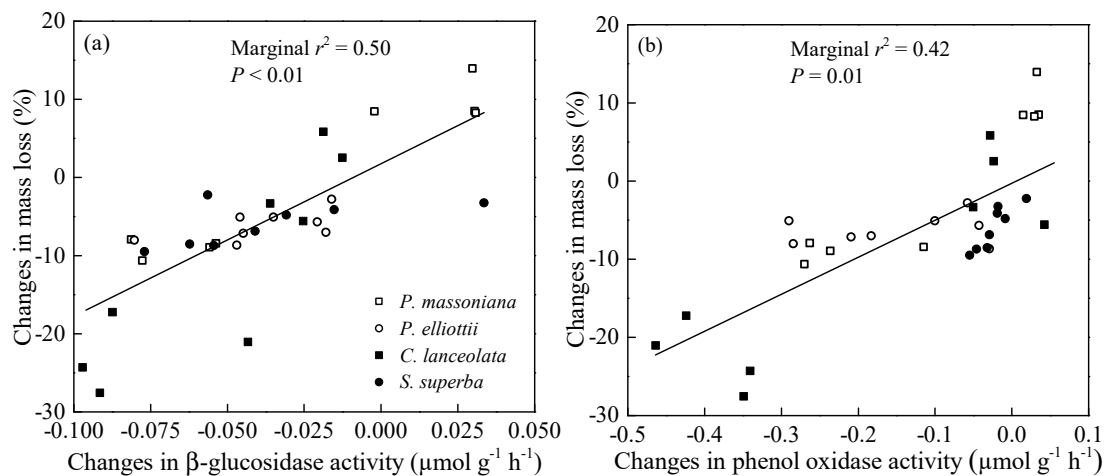 (a)
Marginal r² = 0.50
P < 0.01
Changes in mass loss (%)
20
10
0
-10
-20
-30
-0.100 -0.075 -0.050 -0.025 0.000 0.025 0.050
Changes in β-glucosidase activity (μmol g⁻¹ h⁻¹)
P. massoniana
P. elliottii
C. lanceolata
S. superba
(b)
Marginal r² = 0.42
P = 0.01
Changes in mass loss (%)
20
10
0
-10
-20
-30
-0.5 -0.4 -0.3 -0.2 -0.1 0.0 0.1
Changes in phenol oxidase activity (μmol g⁻¹ h⁻¹)